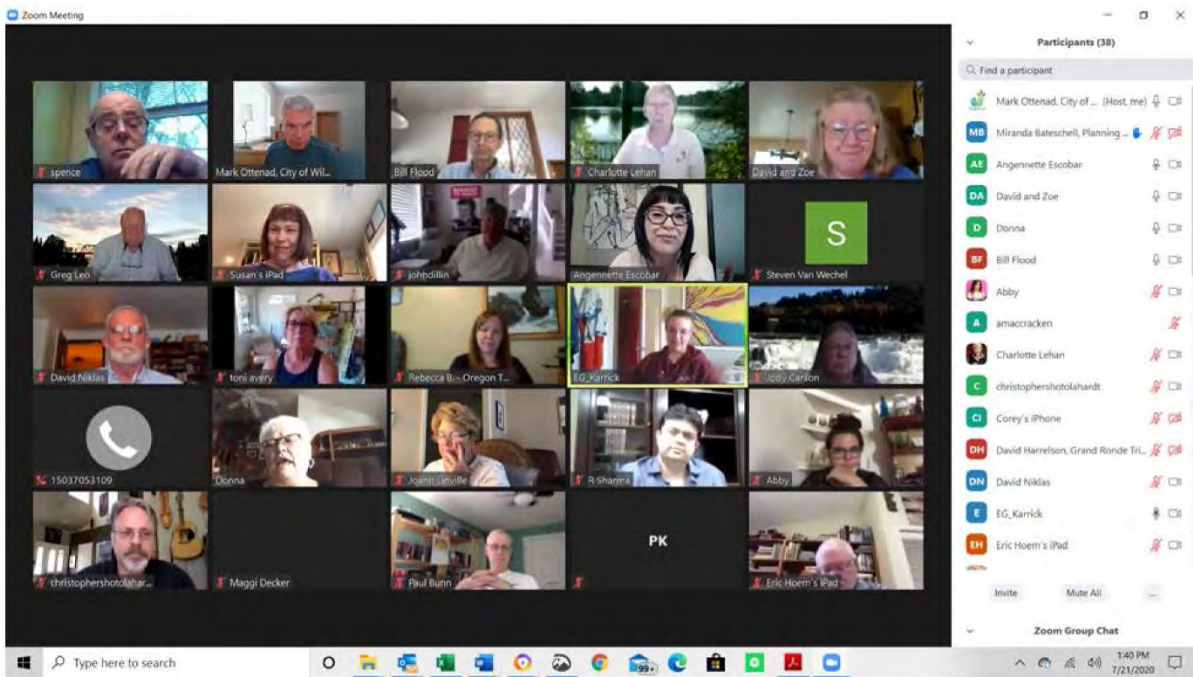 Zoom Meeting
Participants (38)
Find a participant
spence
Mark Ottenad, City of Wil...
Bill Flood
Charlotte Lehan
David and Zoe
Greg Leo
Susan's iPad
johndillin
Angennette Escobar
S
Steven Van Wechel
David Niklas
toni avery
Rebecca B. - Oregon T...
EG_Karrick
Jody Carson
15037053109
Donna
Joann Linville
R Sharma
Abby
christophershotolahar...
Maggi Decker
Paul Bunn
PK
Eric Hoem's iPad
Mark Ottenad, City of ... (Host, me)
MB Miranda Bateschell, Planning ...
AE Angennette Escobar
DA David and Zoe
D Donna
BF Bill Flood
Abby
A amaccracken
Charlotte Lehan
C christophershotolahardt
CI Corey's iPhone
DH David Harrelson, Grand Ronde Tri...
DN David Niklas
E EG_Karrick
EH Eric Hoem's iPad
Invite Mute All ...
Zoom Group Chat
Type here to search
99+
1:40 PM
7/21/2020